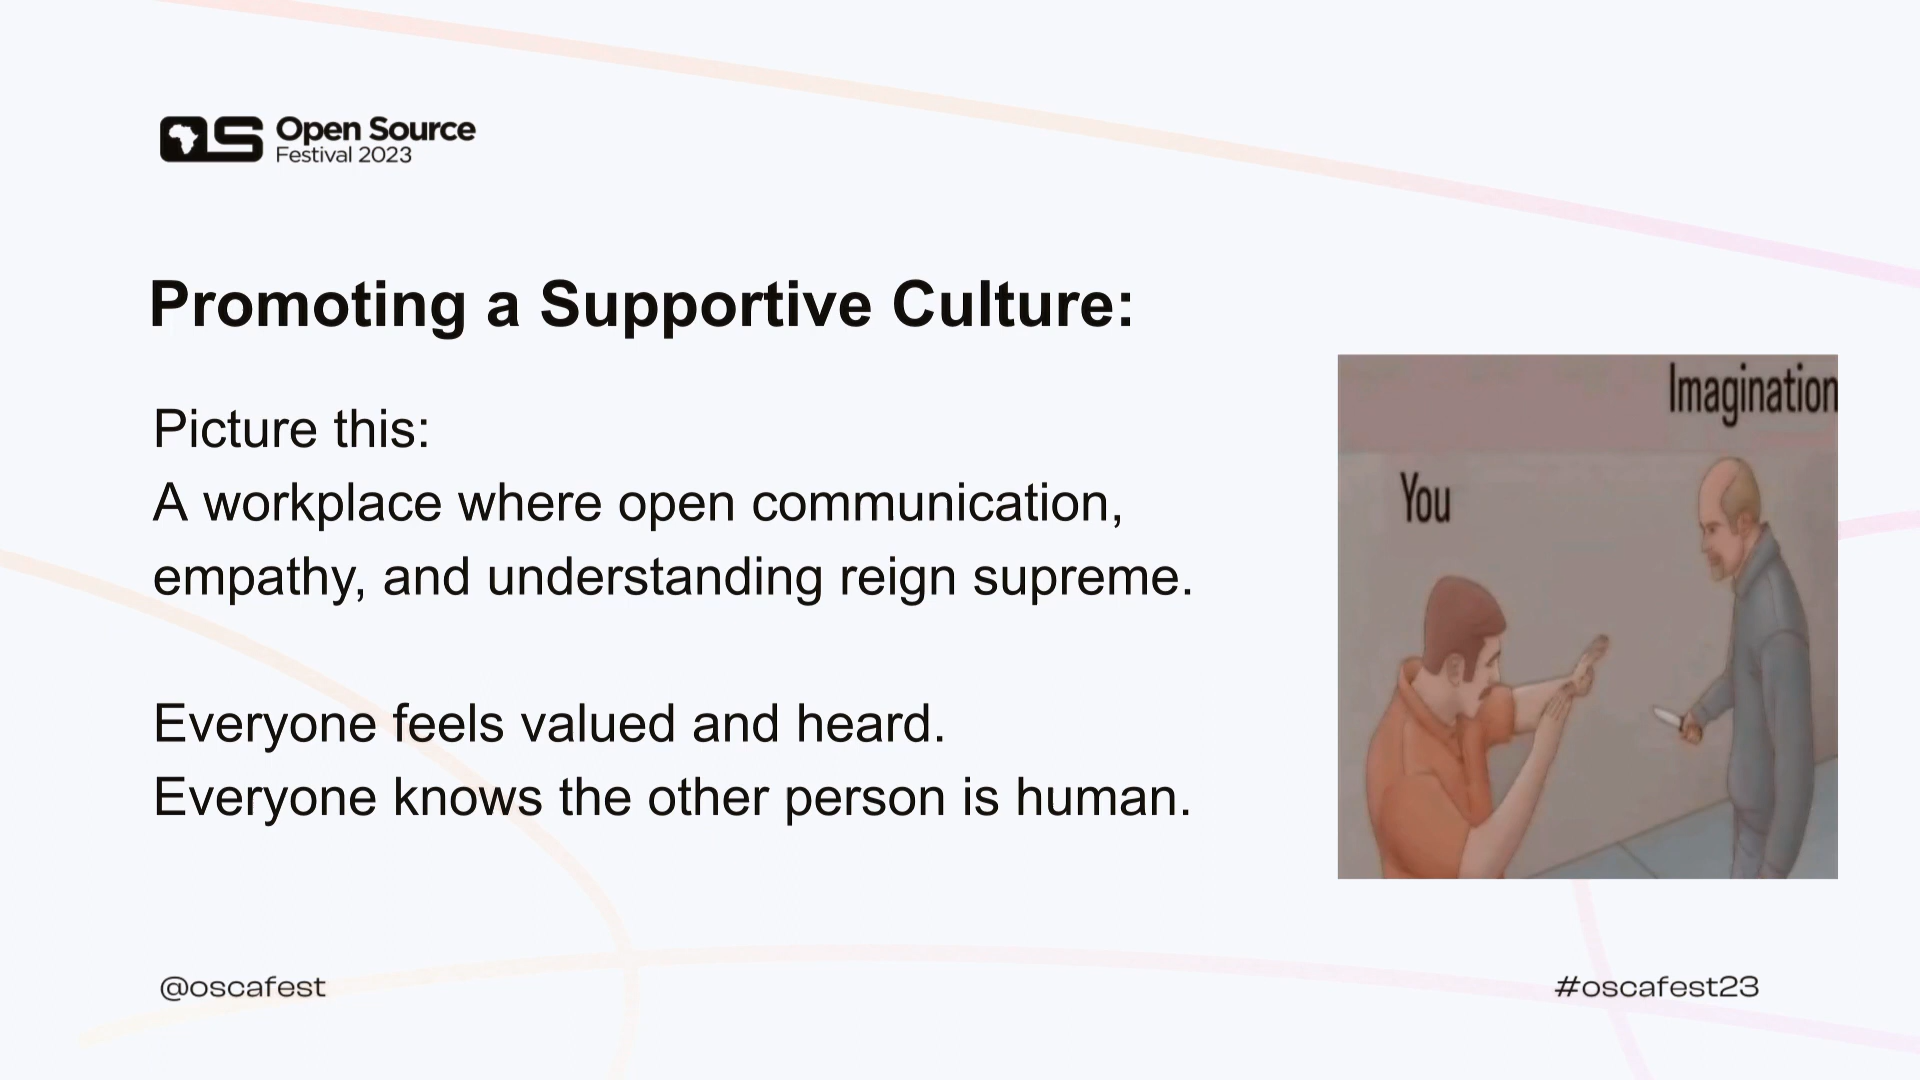 Open Source
Festival 2023
Promoting a Supportive Culture:
Picture this:
A workplace where open communication,
empathy, and understanding reign supreme.
Everyone feels valued and heard.
Everyone knows the other person is human.
Imagination
You
@oscafest
#oscafest23